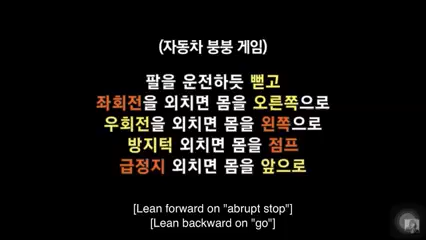 (자동차 붕붕 게임)
팔을 운전하듯 뻗고
좌회전을 외치면 몸을 오른쪽으로
우회전을 외치면 몸을 왼쪽으로
방지턱 외치면 몸을 점프
급정지 외치면 몸을 앞으로
[Lean forward on "abrupt stop"]
[Lean backward on "go"]